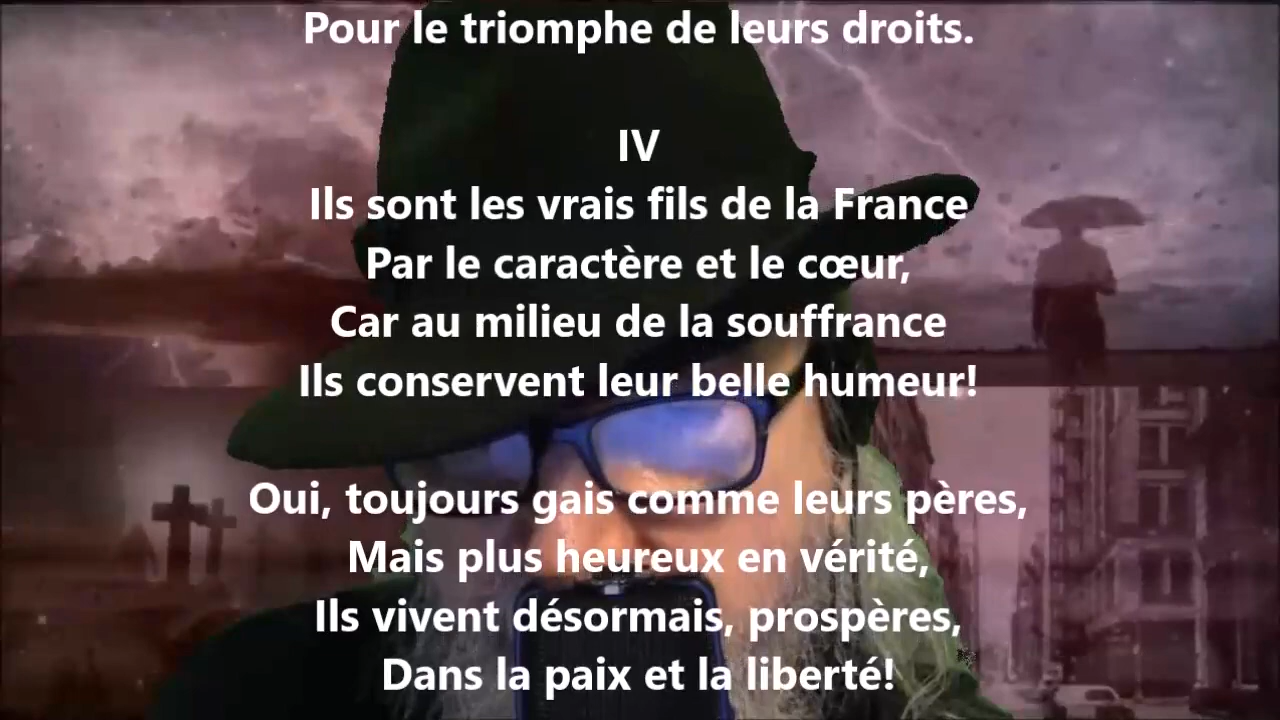 Pour le triomphe de leurs droits.
IV
Ils sont les vrais fils de la France
Par le caractère et le cœur,
Car au milieu de la souffrance
Ils conservent leur belle humeur!
Oui, toujours gais comme leurs pères,
Mais plus heureux en vérité,
Ils vivent désormais, prospères,
Dans la paix et la liberté!